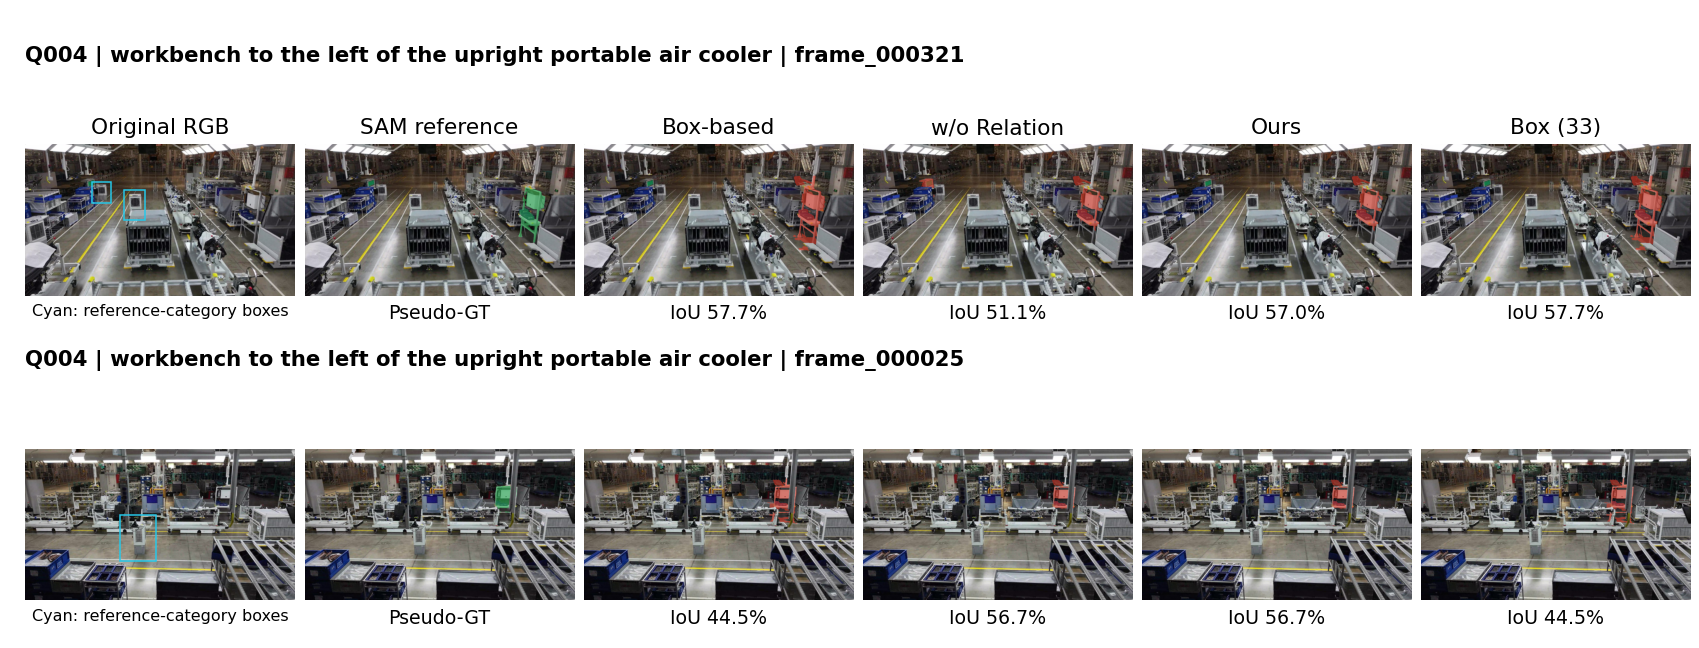 Q004 | workbench to the left of the upright portable air cooler | frame_000321
Original RGB
SAM reference
Box-based
w/o Relation
Ours
Box (33)
Cyan: reference-category boxes
Pseudo-GT
IoU 57.7%
IoU 51.1%
IoU 57.0%
IoU 57.7%
Q004 | workbench to the left of the upright portable air cooler | frame_000025
Cyan: reference-category boxes
Pseudo-GT
IoU 44.5%
IoU 56.7%
IoU 56.7%
IoU 44.5%